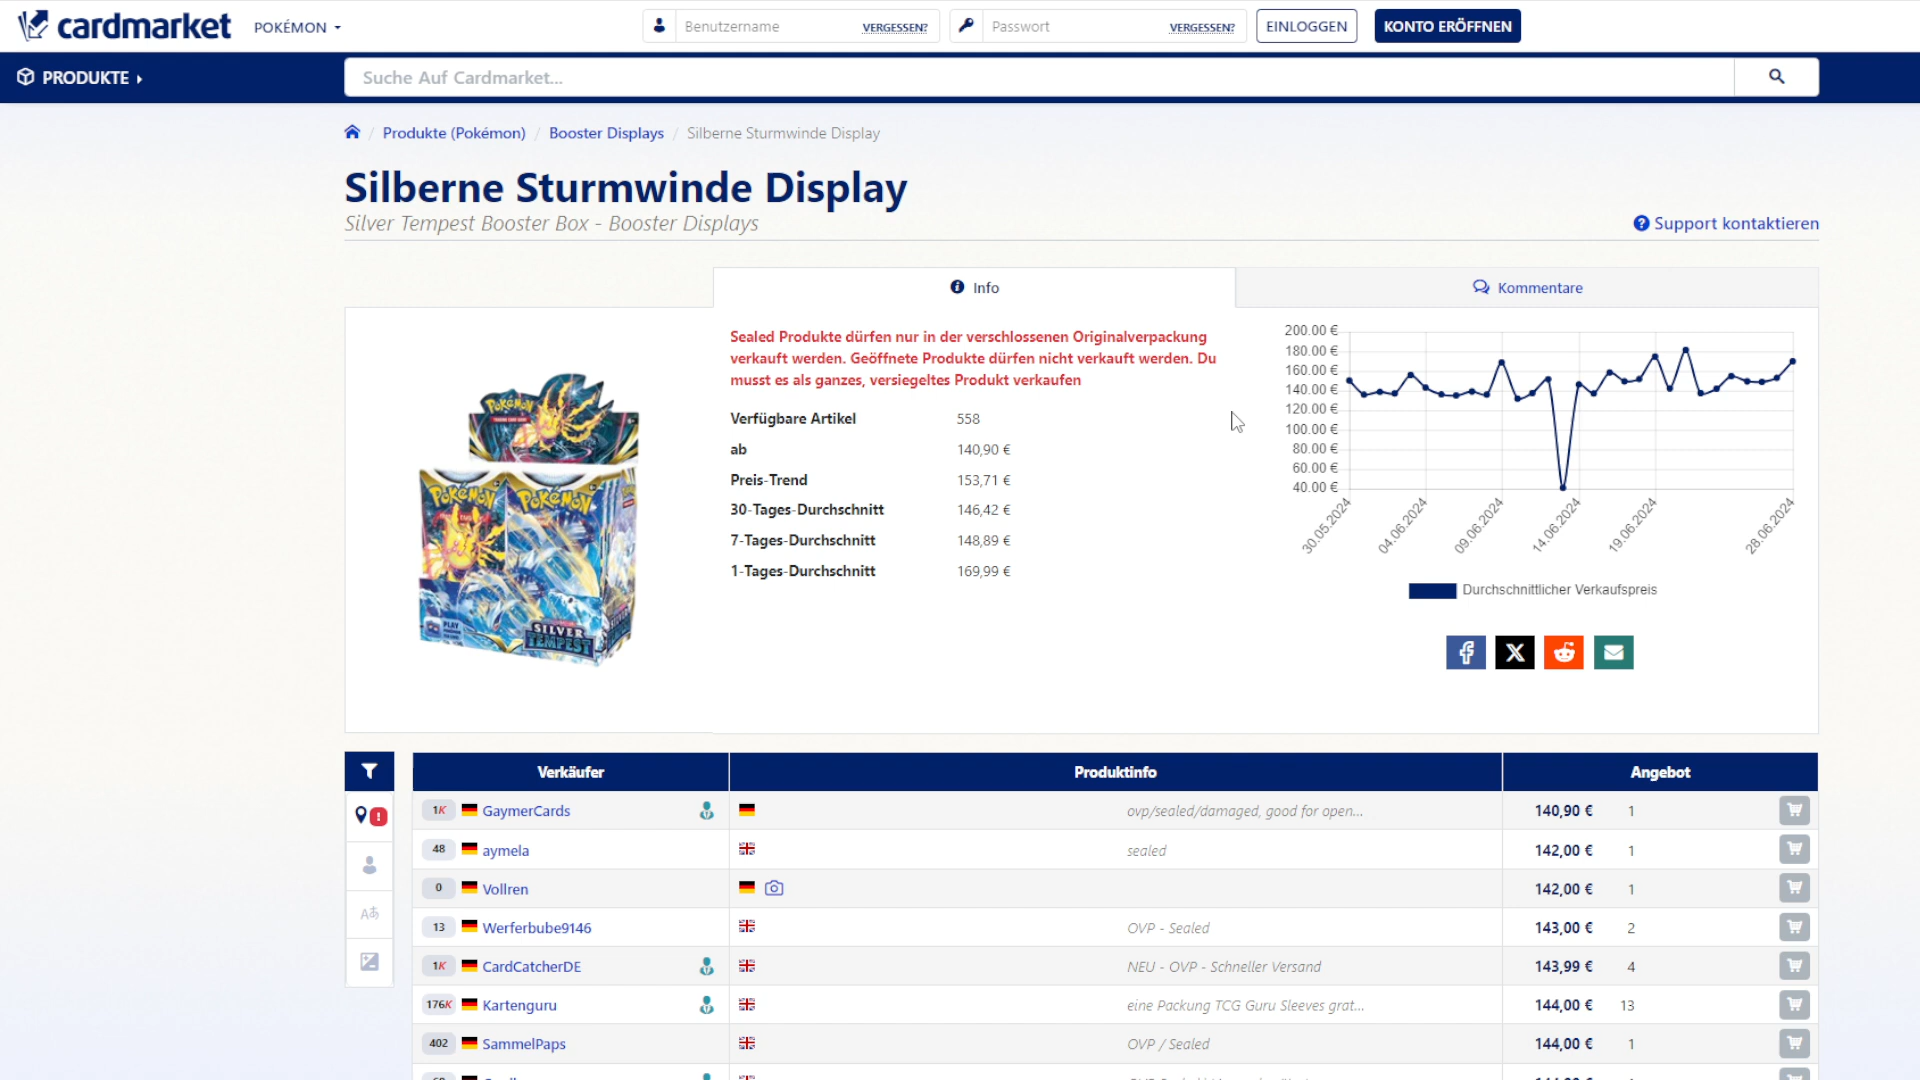 cardmarket
POKÉMON
Benutzername
VERGESSEN?
Passwort
VERGESSEN?
EINLOGGEN
KONTO ERÖFFNEN
PRODUKTE
Suche Auf Cardmarket...
/ Produkte (Pokémon) / Booster Displays / Silberne Sturmwinde Display
Silberne Sturmwinde Display
Silver Tempest Booster Box - Booster Displays
Support kontaktieren
Info
Kommentare
Sealed Produkte dürfen nur in der verschlossenen Originalverpackung
verkauft werden. Geöffnete Produkte dürfen nicht verkauft werden. Du
musst es als ganzes, versiegeltes Produkt verkaufen
Verfügbare Artikel 558
ab 140,90 €
Preis-Trend 153,71 €
30-Tages-Durchschnitt 146,42 €
7-Tages-Durchschnitt 148,89 €
1-Tages-Durchschnitt 169,99 €
POKÉMON
POKÉMON
POKÉMON
SILVER
TEMPEST
PLAY
200.00 €
180.00 €
160.00 €
140.00 €
120.00 €
100.00 €
80.00 €
60.00 €
40.00 €
30.05.2024
04.06.2024
09.06.2024
14.06.2024
19.06.2024
28.06.2024
Durchschnittlicher Verkaufspreis
Verkäufer Produktinfo Angebot
1K GaymerCards ovp/sealed/damaged, good for open... 140,90 € 1
48 aymela sealed 142,00 € 1
0 Vollren 142,00 € 1
13 Werferbube9146 OVP - Sealed 143,00 € 2
1K CardCatcherDE NEU - OVP - Schneller Versand 143,99 € 4
176K Kartenguru eine Packung TCG Guru Sleeves grat... 144,00 € 13
402 SammelPaps OVP / Sealed 144,00 € 1